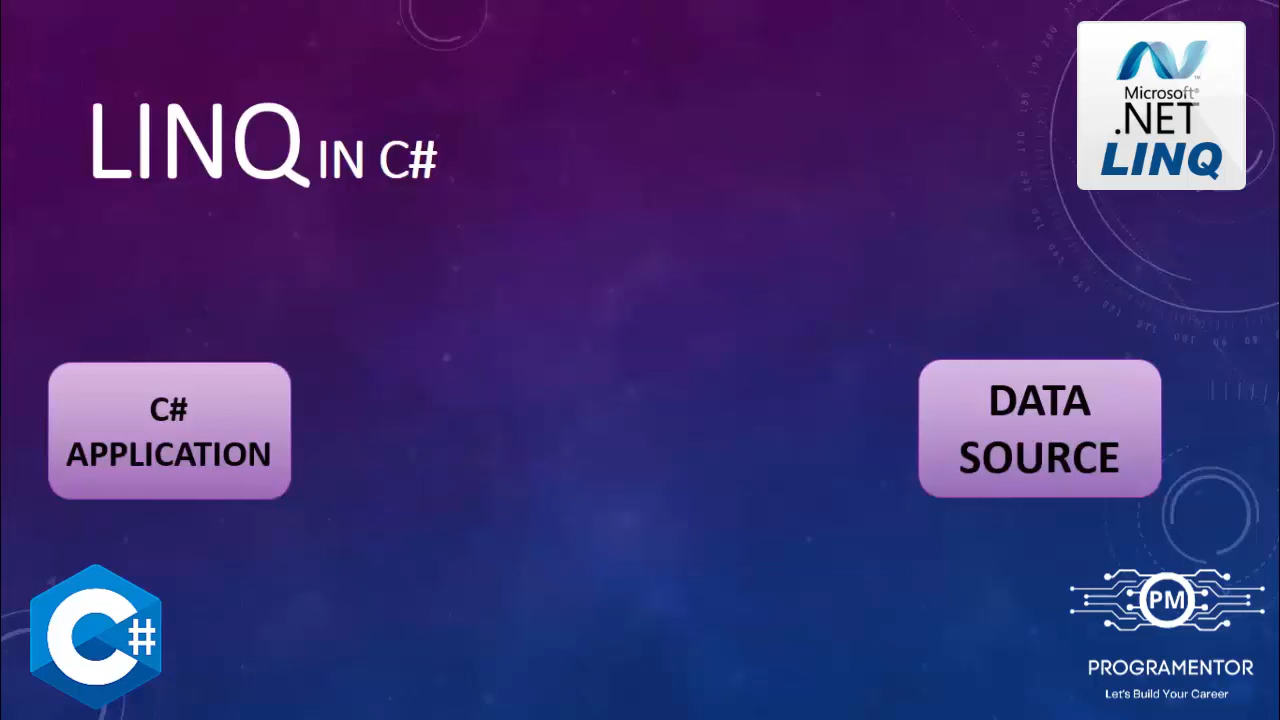 LINQ IN C#
Microsoft®
.NET
LINQ
C#
APPLICATION
DATA
SOURCE
C#
PM
PROGRAMENTOR
Let's Build Your Career